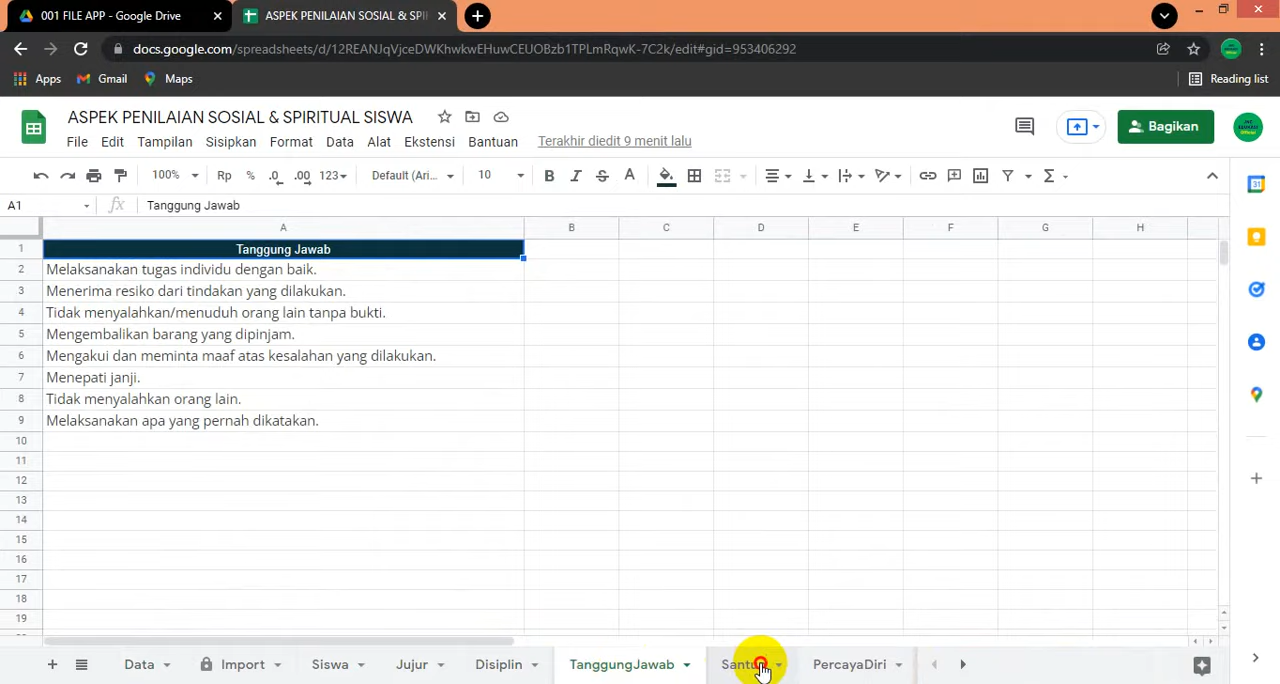 001 FILE APP - Google Drive
ASPEK PENILAIAN SOSIAL & SPI
docs.google.com/spreadsheets/d/12REANJqVjceDWKhwkwEHuwCEUOBzb1TPLmRqwK-7C2k/edit#gid=953406292
Apps Gmail Maps Reading list
ASPEK PENILAIAN SOSIAL & SPIRITUAL SISWA
File Edit Tampilan Sisipkan Format Data Alat Ekstensi Bantuan Terakhir diedit 9 menit lalu
Bagikan
100% Rp % .0 .00 123 Default (Ari... 10 B I S A Σ
A1 fx Tanggung Jawab
A B C D E F G H
1 Tanggung Jawab
2 Melaksanakan tugas individu dengan baik.
3 Menerima resiko dari tindakan yang dilakukan.
4 Tidak menyalahkan/menuduh orang lain tanpa bukti.
5 Mengembalikan barang yang dipinjam.
6 Mengakui dan meminta maaf atas kesalahan yang dilakukan.
7 Menepati janji.
8 Tidak menyalahkan orang lain.
9 Melaksanakan apa yang pernah dikatakan.
10
11
12
13
14
15
16
17
18
19
Data Import Siswa Jujur Disiplin TanggungJawab PercayaDiri